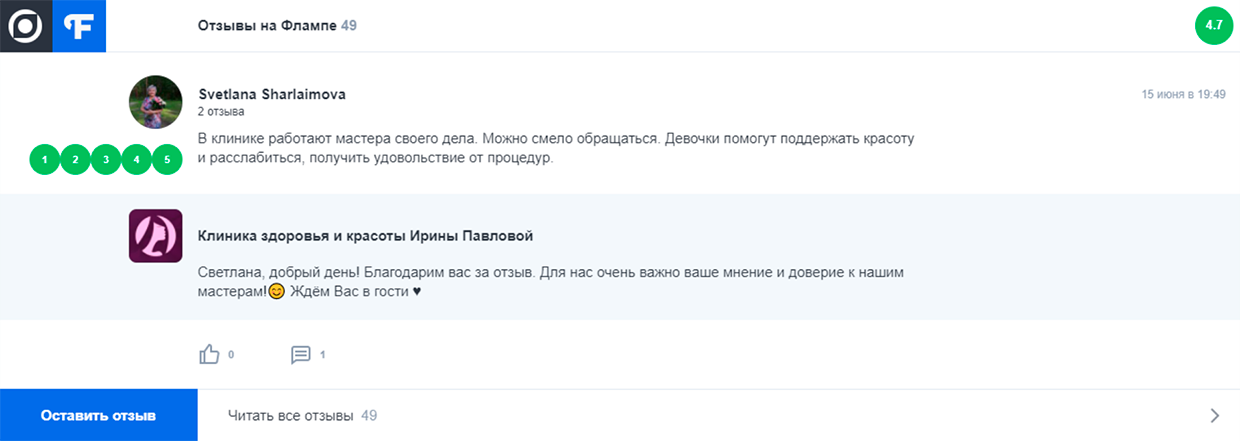 F
Отзывы на Флампе 49
4.7
Svetlana Sharlaimova
15 июня в 19:49
2 отзыва
В клинике работают мастера своего дела. Можно смело обращаться. Девочки помогут поддержать красоту
и расслабиться, получить удовольствие от процедур.
1 2 3 4 5
Клиника здоровья и красоты Ирины Павловой
Светлана, добрый день! Благодарим вас за отзыв. Для нас очень важно ваше мнение и доверие к нашим
мастерам!😊 Ждём Вас в гости ♥
0 1
Оставить отзыв
Читать все отзывы 49